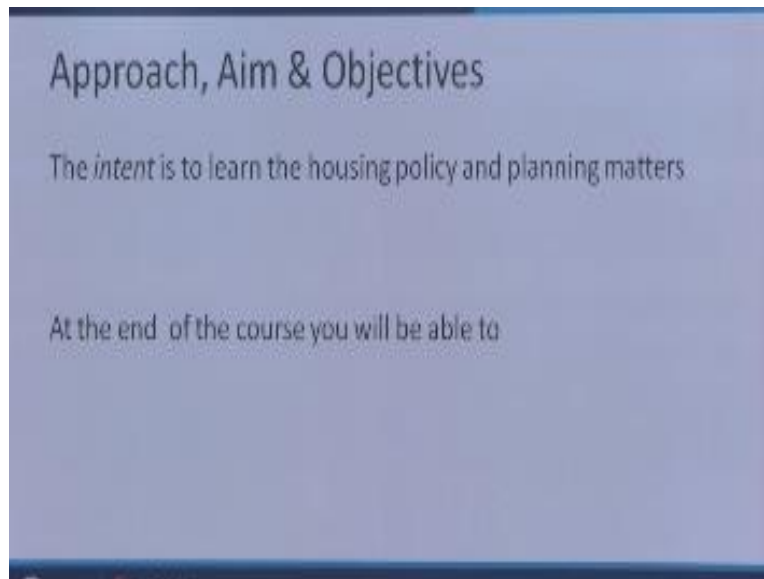 Approach, Aim & Objectives
The intent is to learn the housing policy and planning matters
At the end of the course you will be able to